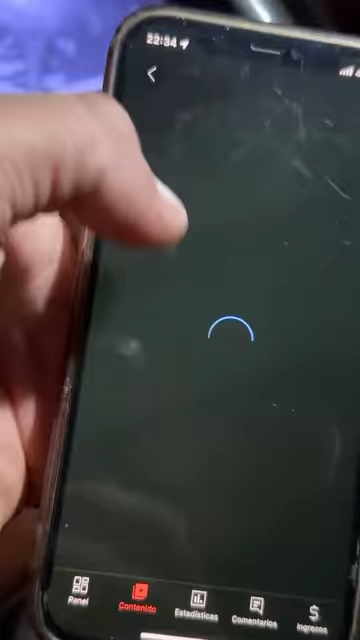 22:34
Panel
Contenido
Estadísticas
Comentarios
Ingresos